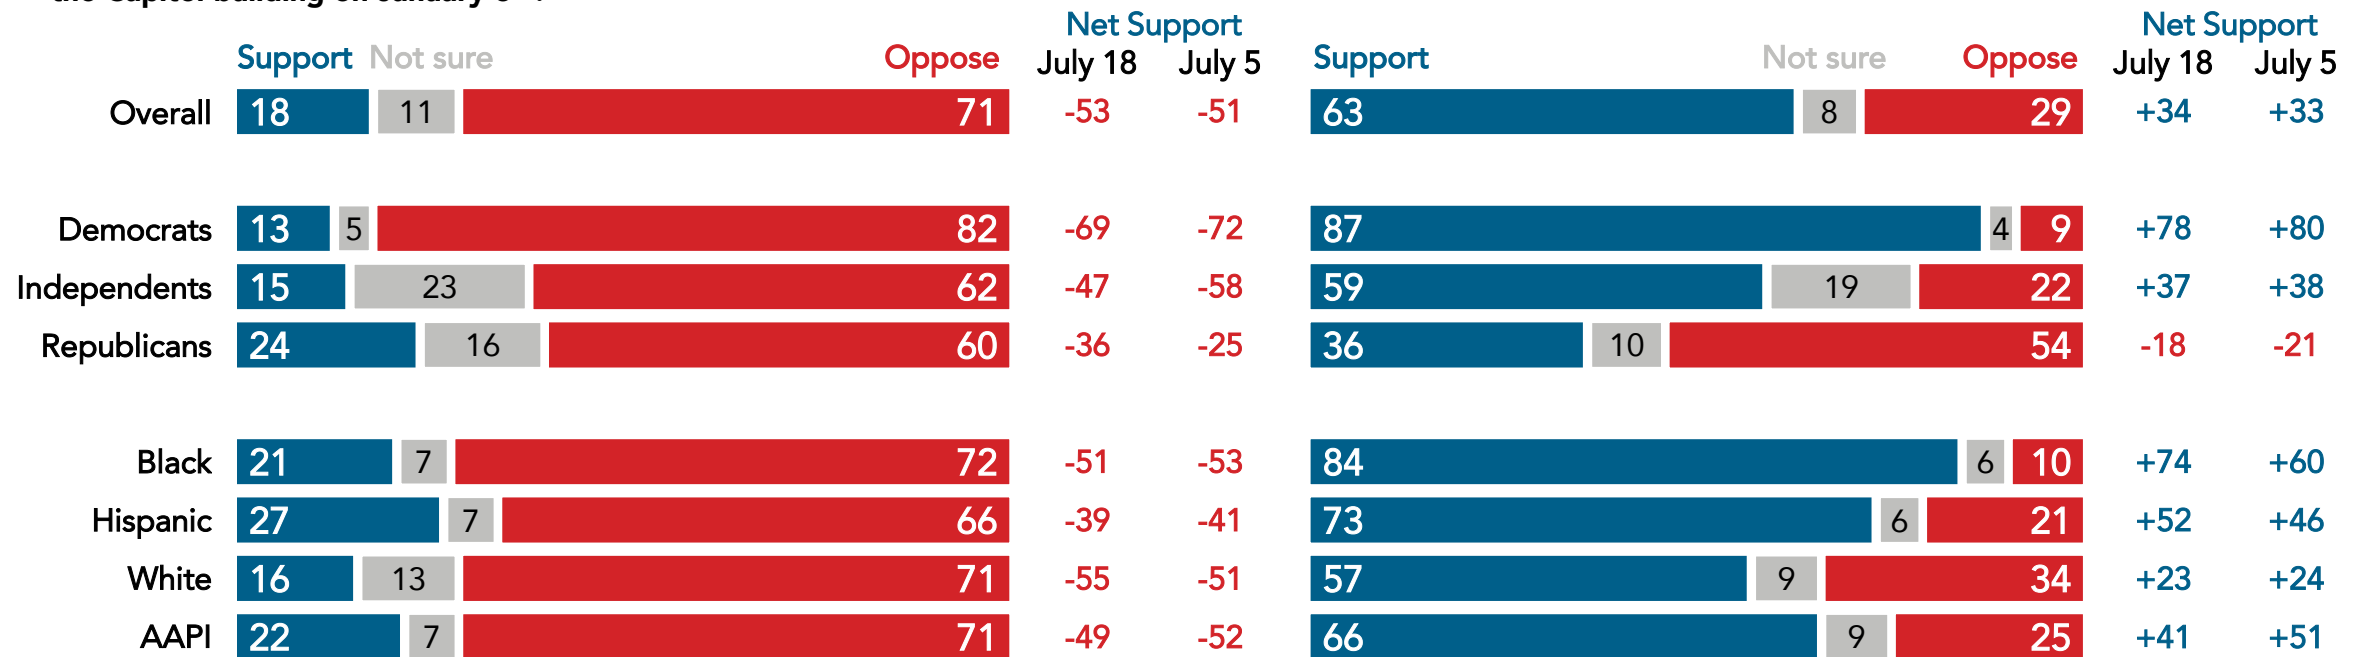 Net Support Net Support
Support Not sure Oppose July 18 July 5 Support Not sure Oppose July 18 July 5
Overall 18 11 71 -53 -51 63 8 29 +34 +33
Democrats 13 5 82 -69 -72 87 4 9 +78 +80
Independents 15 23 62 -47 -58 59 19 22 +37 +38
Republicans 24 16 60 -36 -25 36 10 54 -18 -21
Black 21 7 72 -51 -53 84 6 10 +74 +60
Hispanic 27 7 66 -39 -41 73 6 21 +52 +46
White 16 13 71 -55 -51 57 9 34 +23 +24
AAPI 22 7 71 -49 -52 66 9 25 +41 +51